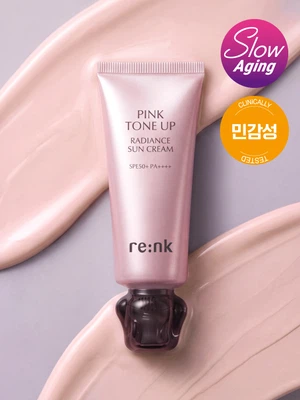 Slow
Aging
CLINICALLY
민감성
TESTED
PINK
TONE UP
RADIANCE
SUN CREAM
SPF50+ PA++++
re:nk